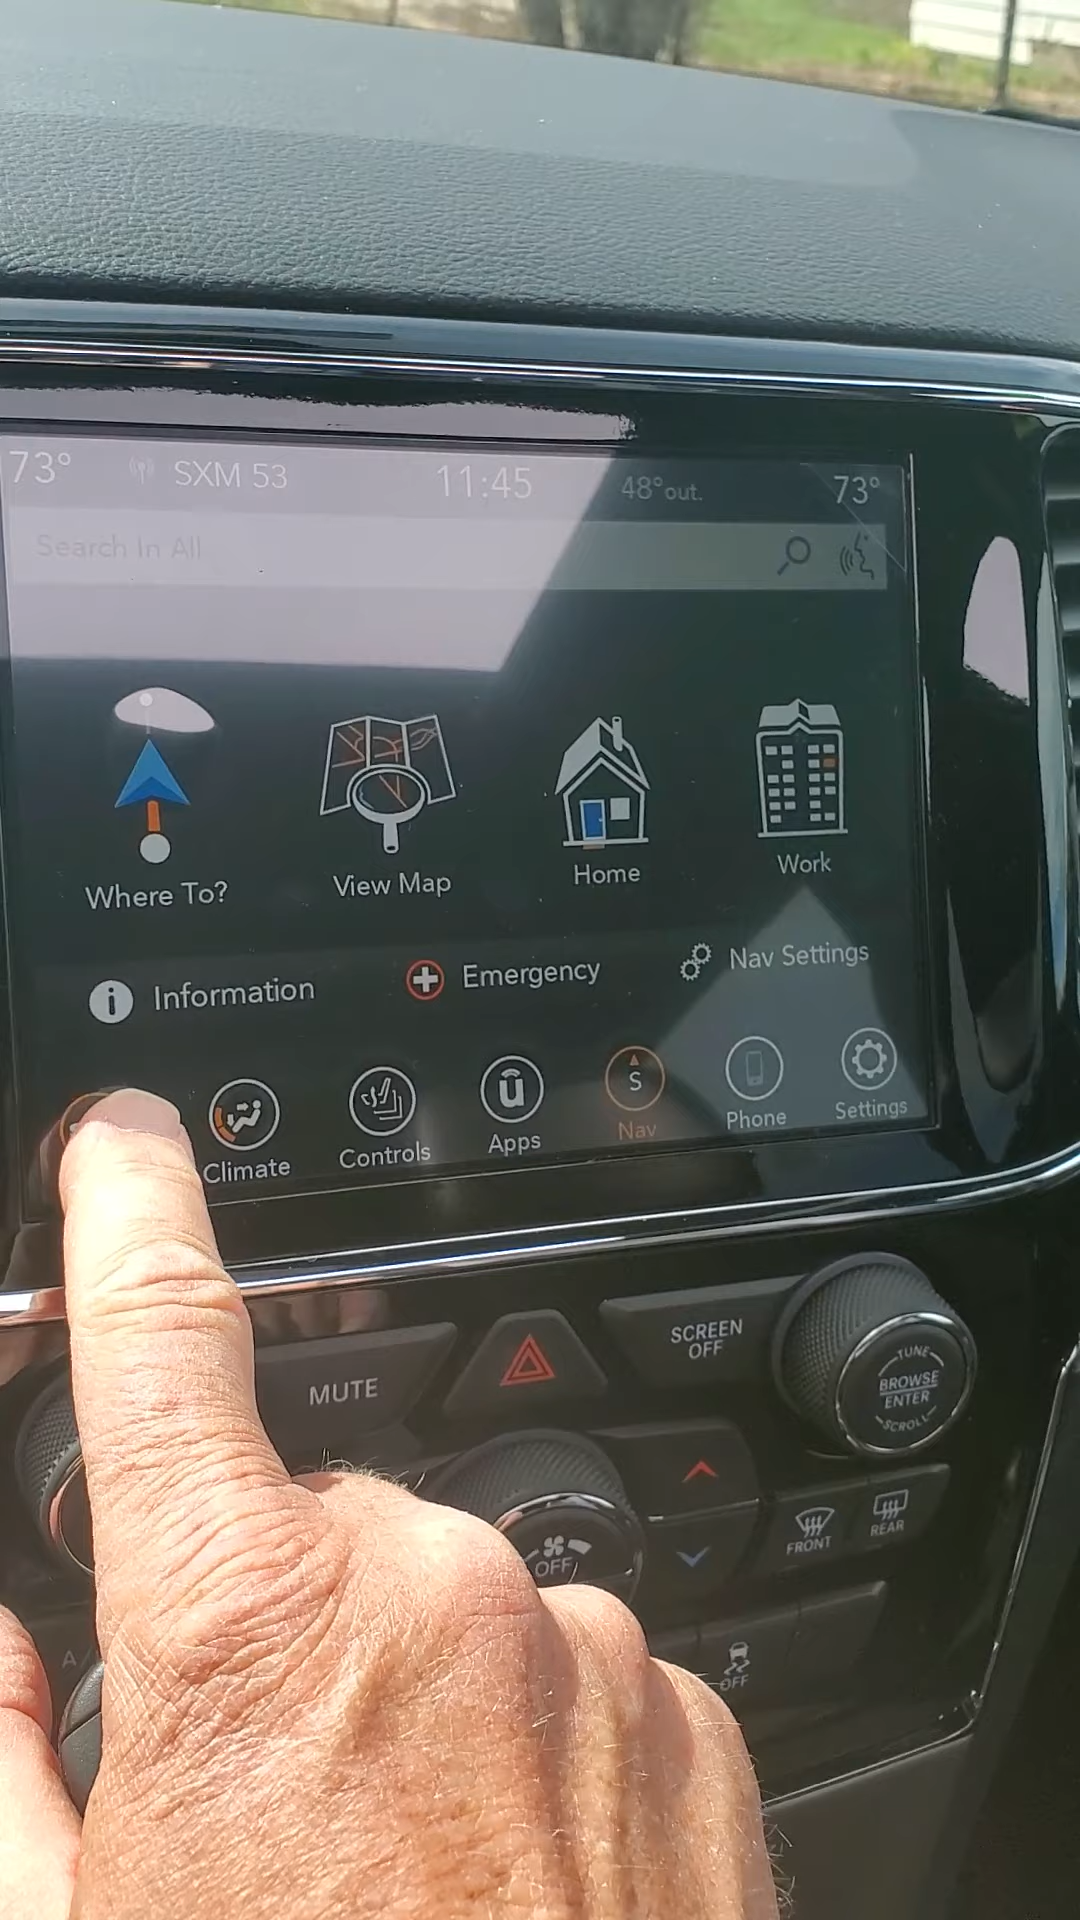 73° SXM 53 11:45 48°out. 73°
Search In All
Where To? View Map Home Work
Information Emergency Nav Settings
S
Climate Controls Apps Nav Phone Settings
MUTE
SCREEN
OFF
TUNE
BROWSE
ENTER
SCROLL
OFF
FRONT
REAR
A/
OFF